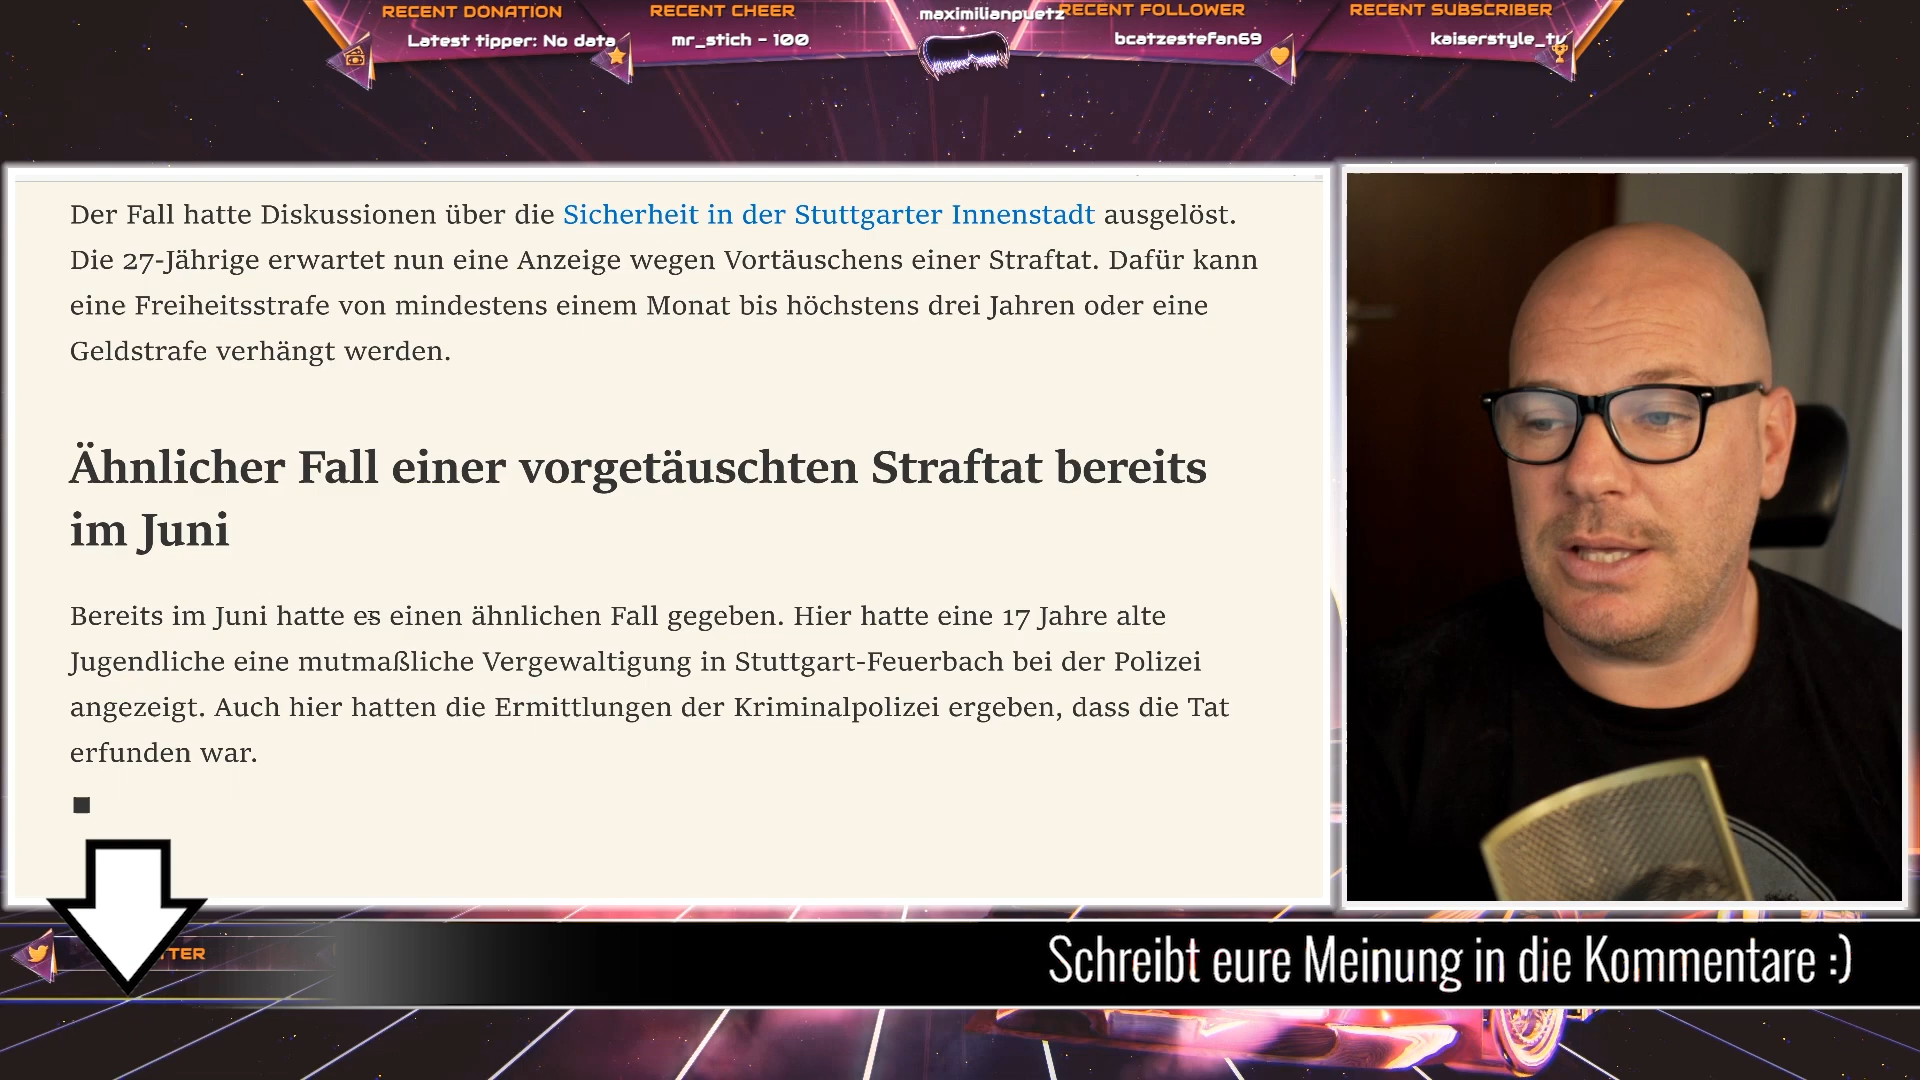 RECENT DONATION
Latest tipper: No data
RECENT CHEER
mr_stich - 100
maximilianpuetz
RECENT FOLLOWER
bcatzestefan69
RECENT SUBSCRIBER
kaiserstyle_tv
Der Fall hatte Diskussionen über die Sicherheit in der Stuttgarter Innenstadt ausgelöst.
Die 27-Jährige erwartet nun eine Anzeige wegen Vortäuschens einer Straftat. Dafür kann
eine Freiheitsstrafe von mindestens einem Monat bis höchstens drei Jahren oder eine
Geldstrafe verhängt werden.
Ähnlicher Fall einer vorgetäuschten Straftat bereits
im Juni
Bereits im Juni hatte es einen ähnlichen Fall gegeben. Hier hatte eine 17 Jahre alte
Jugendliche eine mutmaßliche Vergewaltigung in Stuttgart-Feuerbach bei der Polizei
angezeigt. Auch hier hatten die Ermittlungen der Kriminalpolizei ergeben, dass die Tat
erfunden war.
TTER
Schreibt eure Meinung in die Kommentare :)